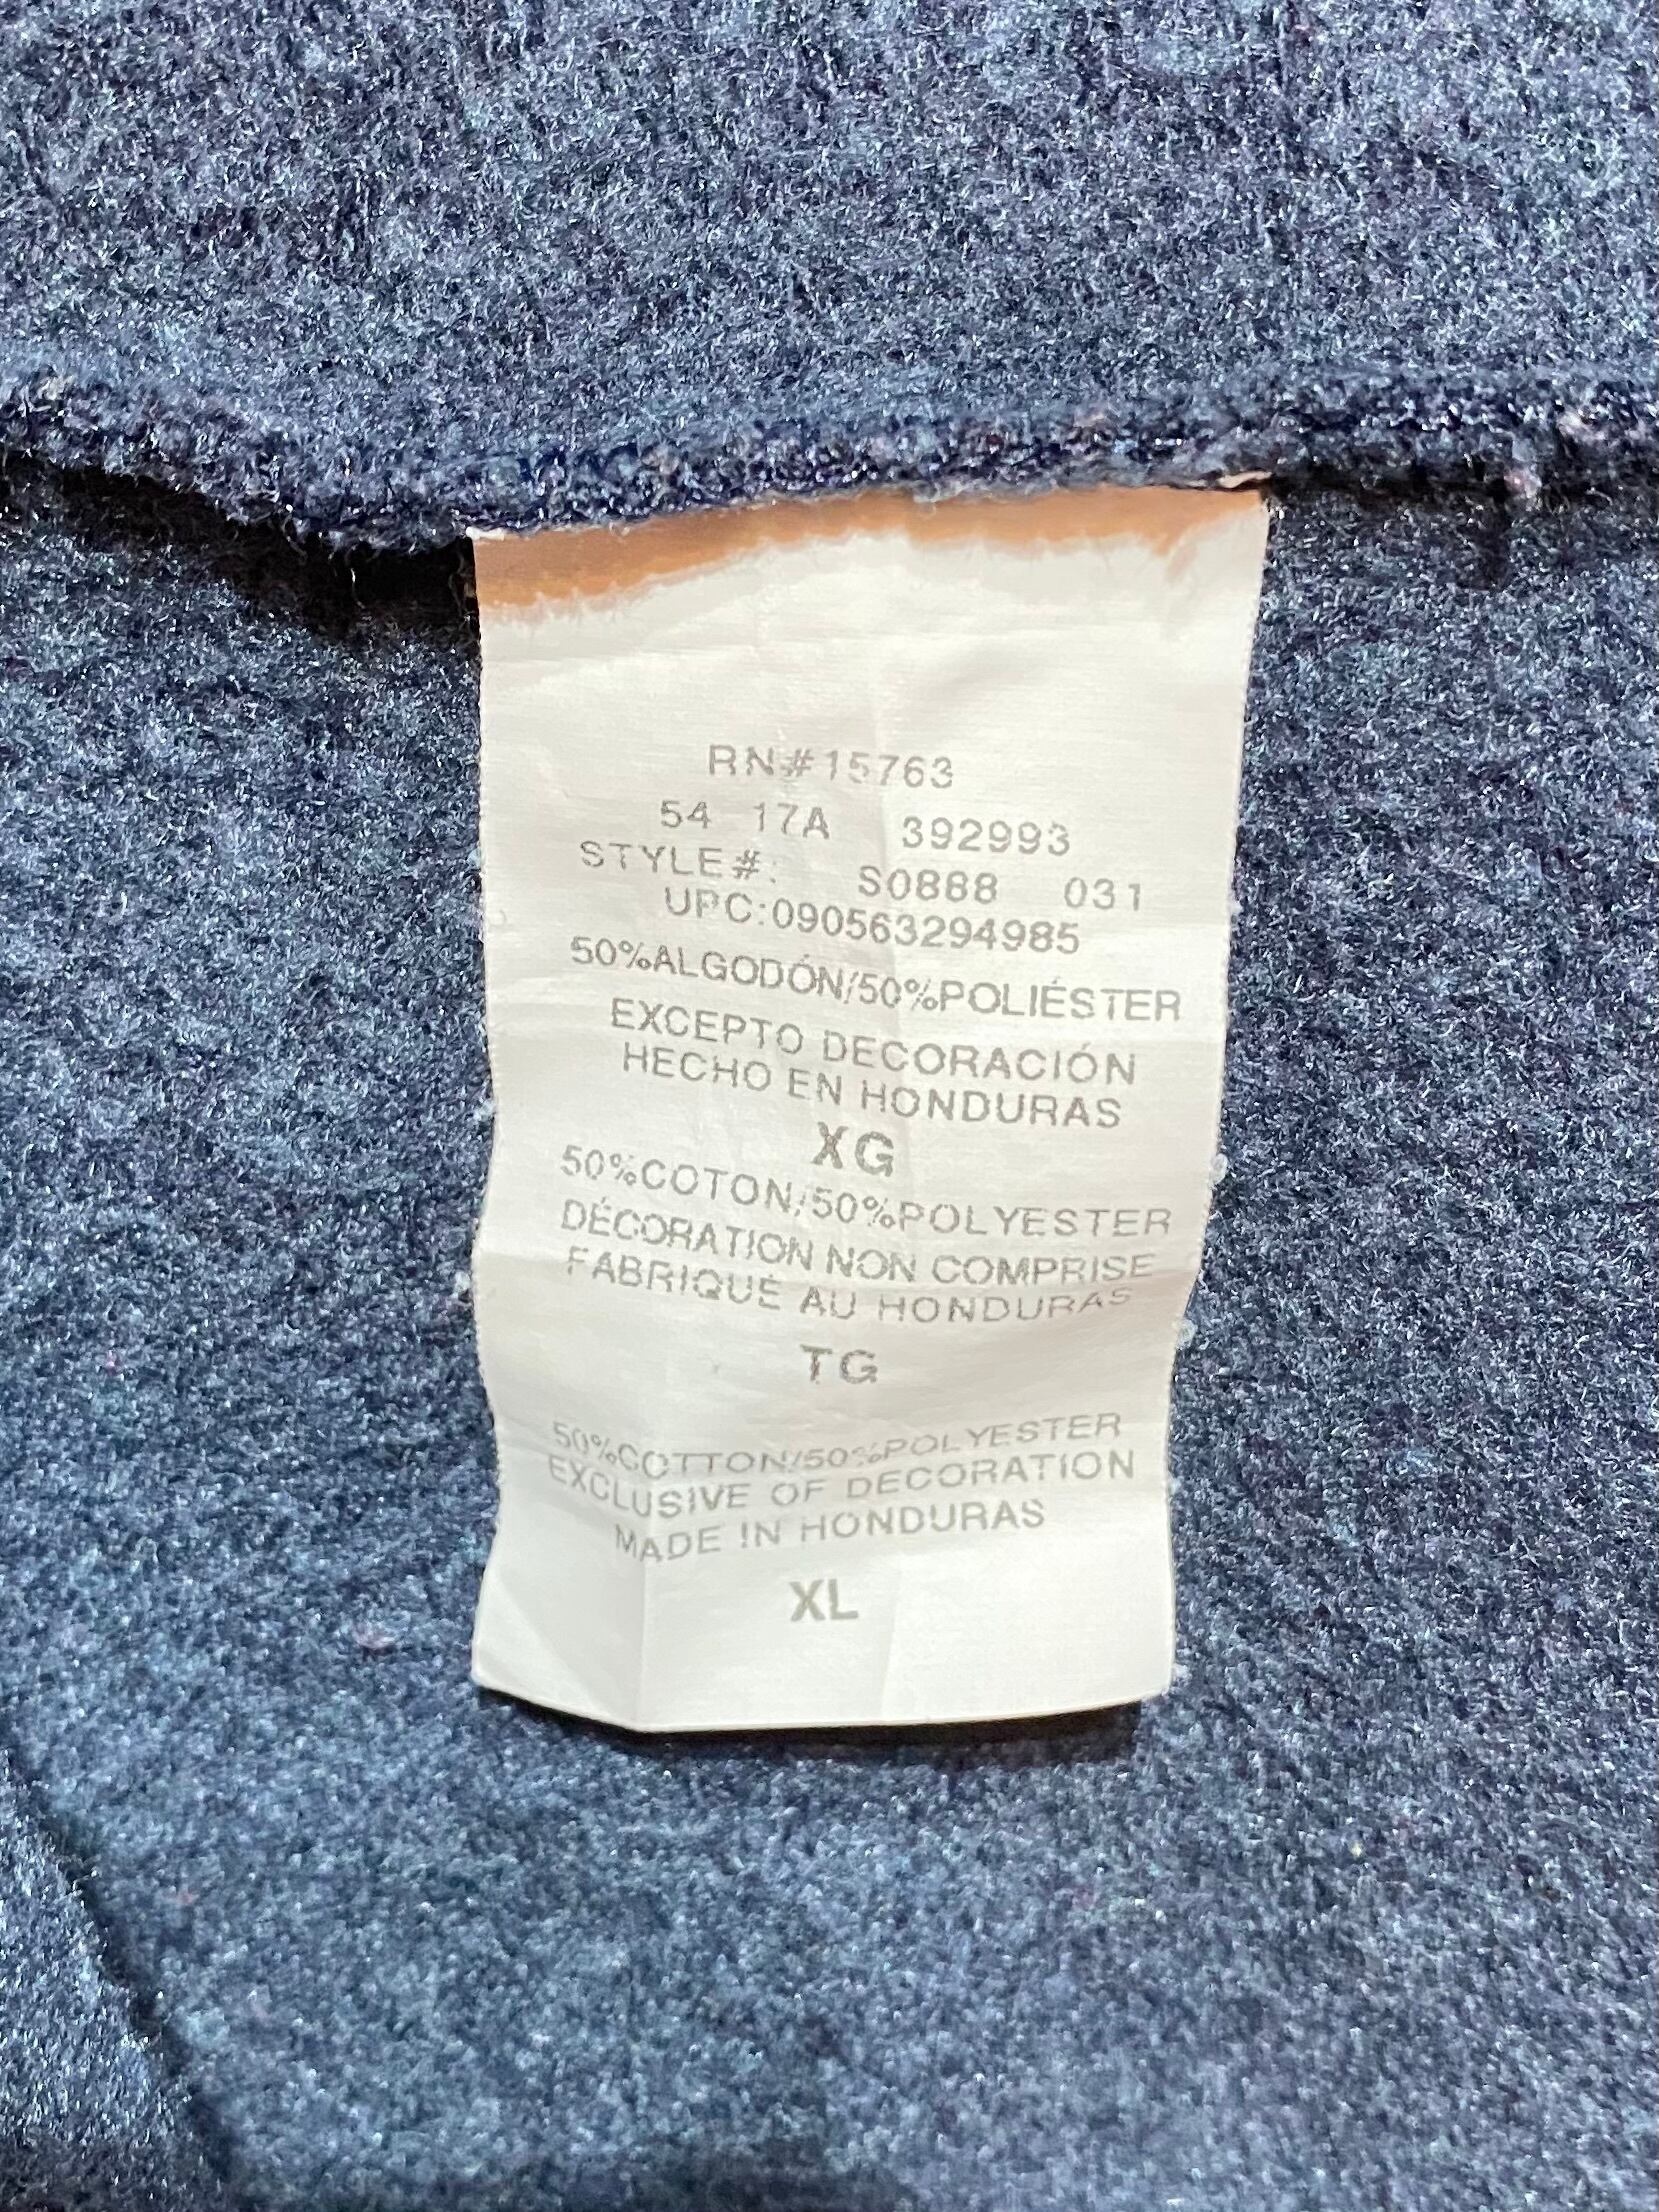 RN#15763
54 17A 392993
STYLE#: S0888 031
UPC:090563294985
50%ALGODÓN/50%POLIÉSTER
EXCEPTO DECORACIÓN
HECHO EN HONDURAS
XG
50%COTON/50%POLYESTER
DÉCORATION NON COMPRISE
FABRIQUÉ AU HONDURAS
TG
50%COTTON/50%POLYESTER
EXCLUSIVE OF DECORATION
MADE IN HONDURAS
XL